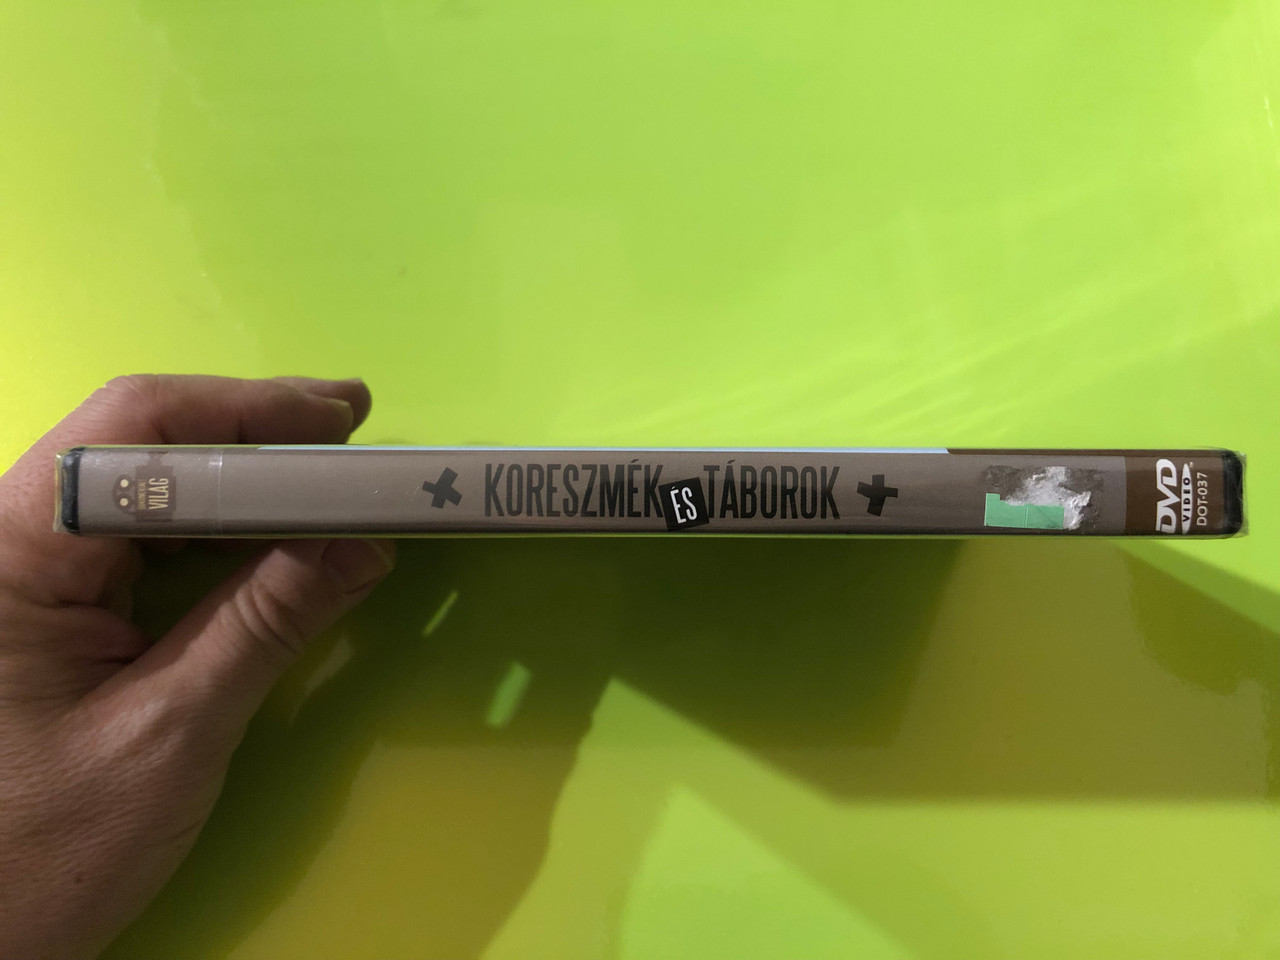 VILÁG
KORESZMÉK ÉS TÁBOROK
DVD
VIDEO
DOT-037